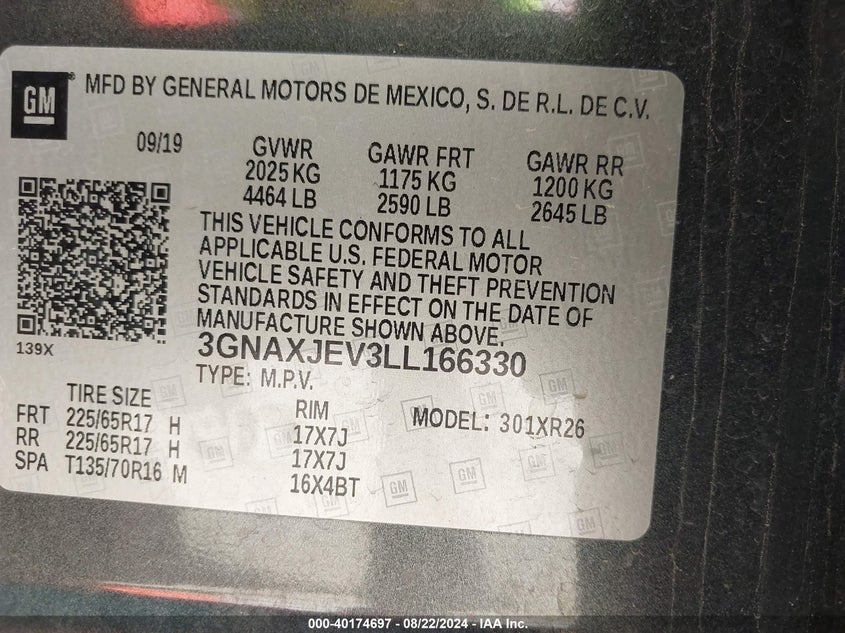 GM
MFD BY GENERAL MOTORS DE MEXICO, S. DE R.L. DE C.V.
09/19 GVWR GAWR FRT GAWR RR
2025 KG 1175 KG 1200 KG
4464 LB 2590 LB 2645 LB
THIS VEHICLE CONFORMS TO ALL
APPLICABLE U.S. FEDERAL MOTOR
VEHICLE SAFETY AND THEFT PREVENTION
STANDARDS IN EFFECT ON THE DATE OF
MANUFACTURE SHOWN ABOVE.
139X
3GNAXJEV3LL166330
TYPE: M.P.V.
TIRE SIZE RIM MODEL: 301XR26
FRT 225/65R17 H 17X7J
RR 225/65R17 H 17X7J
SPA T135/70R16 M 16X4BT
000-40174697 - 08/22/2024 - IAA Inc.